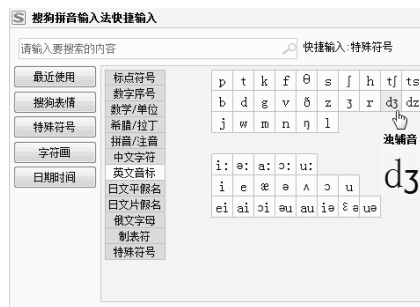 搜狗拼音输入法快捷输入
请输入要搜索的内容
快捷输入:特殊符号
最近使用
搜狗表情
特殊符号
字符画
日期时间
标点符号
数字序号
数学/单位
希腊/拉丁
拼音/注音
中文字符
英文音标
日文平假名
日文片假名
俄文字母
制表符
特殊符号
p t k f θ s ʃ h tʃ ts
b d g v ð z ʒ r dʒ dz
j w m n ŋ l
浊辅音
dʒ
i: ə: a: ɔ: u:
i e æ ə ʌ ɔ u
ei ai ɔi əu au iə ɛə uə